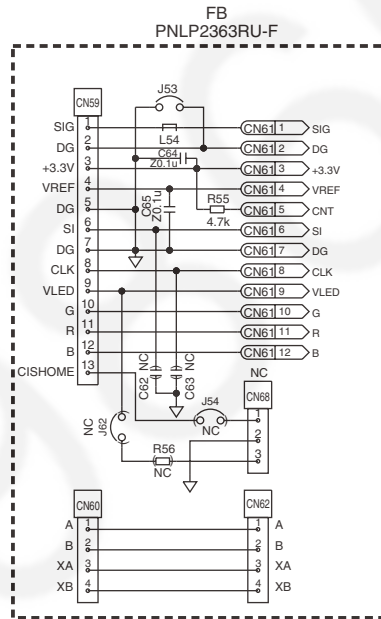 FB
PNLP2363RU-F
CN59
J53
SIG 1 CN61 1 SIG
L54
DG 2 CN61 2 DG
C64
Z0.1u
+3.3V 3 CN61 3 +3.3V
VREF 4 CN61 4 VREF
C65
Z0.1u
R55
4.7k
DG 5 CN61 5 CNT
SI 6 CN61 6 SI
DG 7 CN61 7 DG
CLK 8 CN61 8 CLK
VLED 9 CN61 9 VLED
G 10 CN61 10 G
R 11 CN61 11 R
B 12 CN61 12 B
CISHOME 13
C62 NC
C63 NC
NC
CN68
J54
NC
1
2
3
NC
J62
R56
NC
CN60 CN62
A 1 1 A
B 2 2 B
XA 3 3 XA
XB 4 4 XB